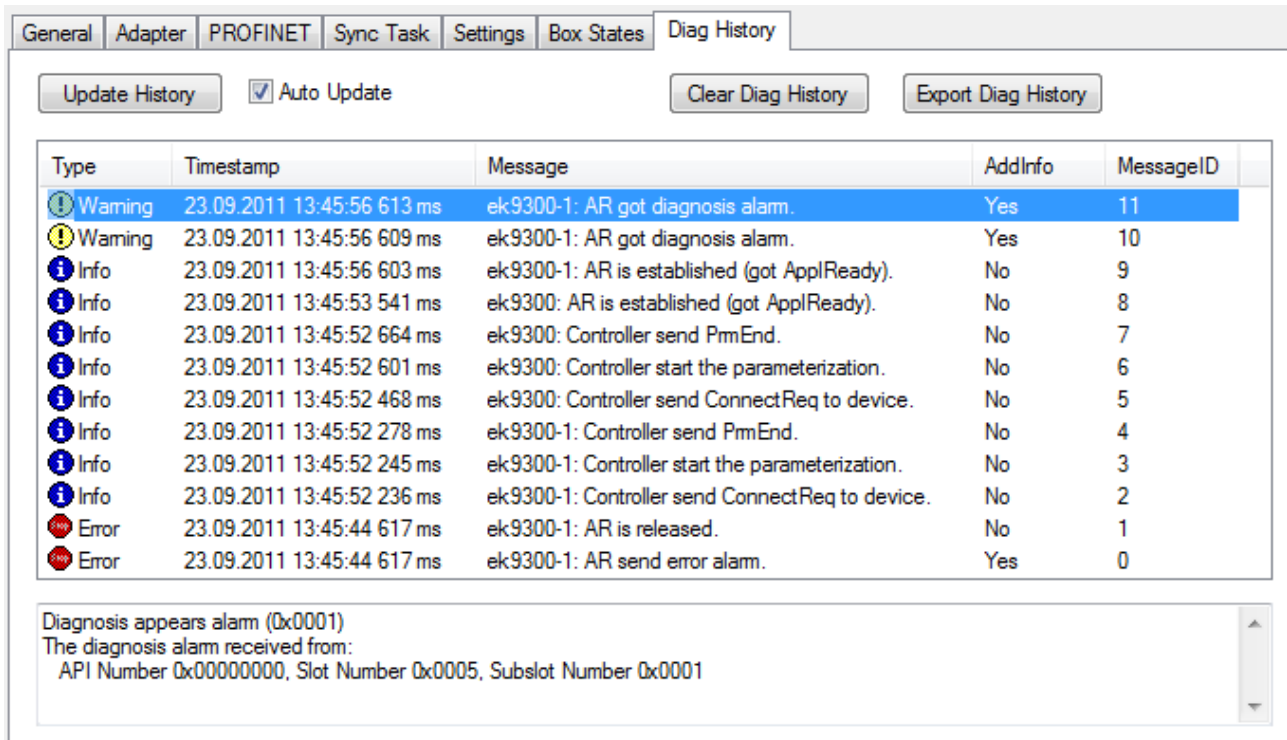 General Adapter PROFINET Sync Task Settings Box States Diag History
Update History Auto Update Clear Diag History Export Diag History
Type Timestamp Message AddInfo MessageID
Warning 23.09.2011 13:45:56 613 ms ek9300-1: AR got diagnosis alarm. Yes 11
Warning 23.09.2011 13:45:56 609 ms ek9300-1: AR got diagnosis alarm. Yes 10
Info 23.09.2011 13:45:56 603 ms ek9300-1: AR is established (got ApplReady). No 9
Info 23.09.2011 13:45:53 541 ms ek9300: AR is established (got ApplReady). No 8
Info 23.09.2011 13:45:52 664 ms ek9300: Controller send PrmEnd. No 7
Info 23.09.2011 13:45:52 601 ms ek9300: Controller start the parameterization. No 6
Info 23.09.2011 13:45:52 468 ms ek9300: Controller send ConnectReq to device. No 5
Info 23.09.2011 13:45:52 278 ms ek9300-1: Controller send PrmEnd. No 4
Info 23.09.2011 13:45:52 245 ms ek9300-1: Controller start the parameterization. No 3
Info 23.09.2011 13:45:52 236 ms ek9300-1: Controller send ConnectReq to device. No 2
Stop Error 23.09.2011 13:45:44 617 ms ek9300-1: AR is released. No 1
Stop Error 23.09.2011 13:45:44 617 ms ek9300-1: AR send error alarm. Yes 0
Diagnosis appears alarm (0x0001)
The diagnosis alarm received from:
API Number 0x00000000, Slot Number 0x0005, Subslot Number 0x0001